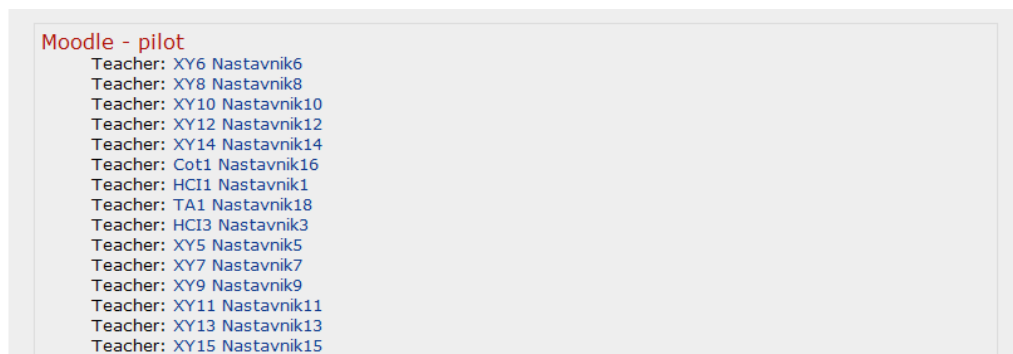 Moodle - pilot
Teacher: XY6 Nastavnik6
Teacher: XY8 Nastavnik8
Teacher: XY10 Nastavnik10
Teacher: XY12 Nastavnik12
Teacher: XY14 Nastavnik14
Teacher: Cot1 Nastavnik16
Teacher: HCI1 Nastavnik1
Teacher: TA1 Nastavnik18
Teacher: HCI3 Nastavnik3
Teacher: XY5 Nastavnik5
Teacher: XY7 Nastavnik7
Teacher: XY9 Nastavnik9
Teacher: XY11 Nastavnik11
Teacher: XY13 Nastavnik13
Teacher: XY15 Nastavnik15